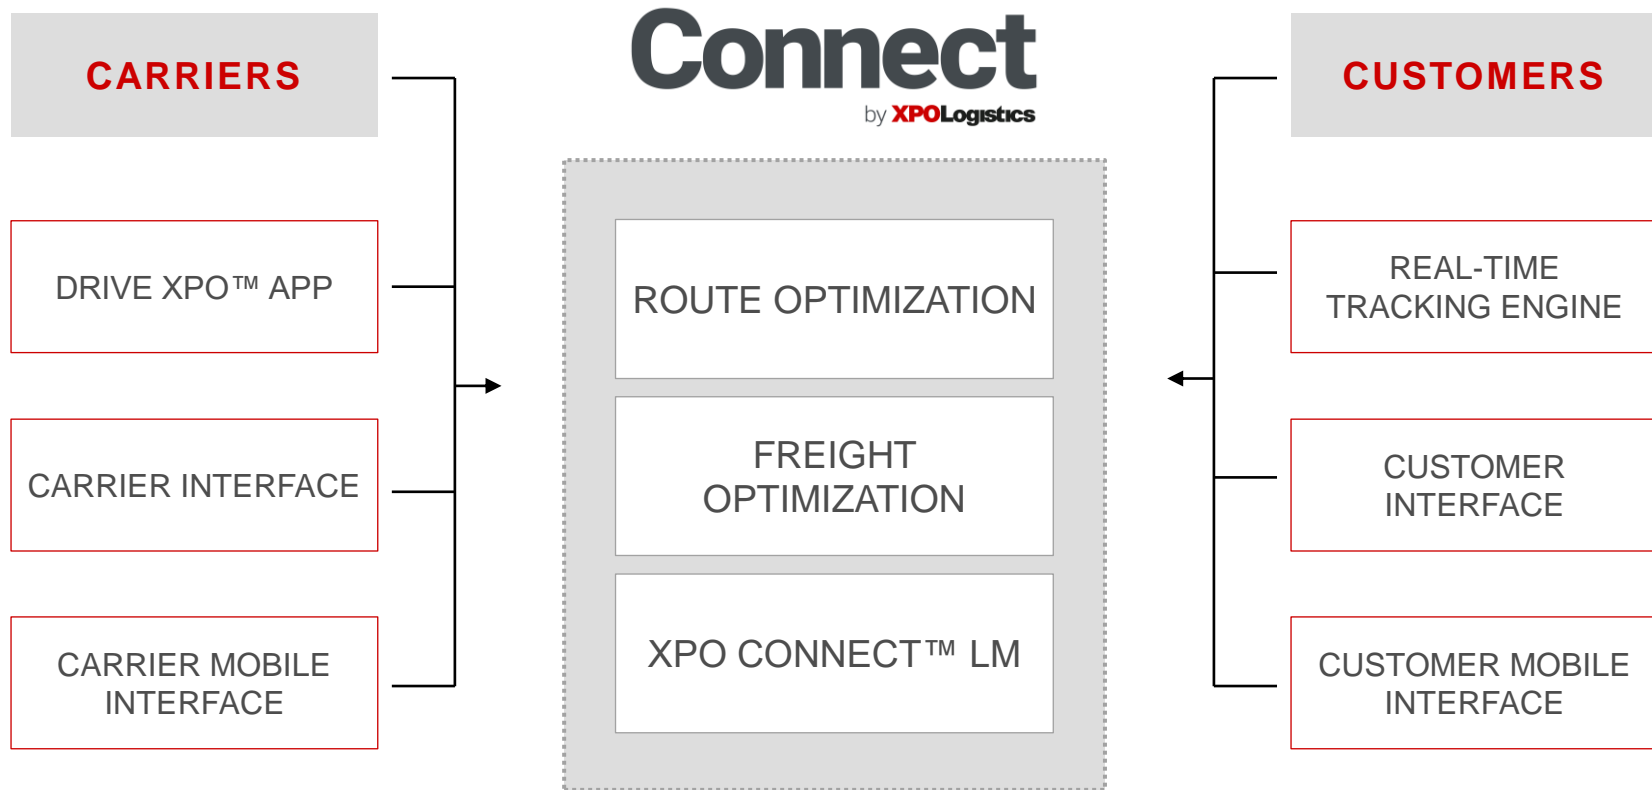 CARRIERS
DRIVE XPO™ APP
CARRIER INTERFACE
CARRIER MOBILE
INTERFACE
Connect
by XPOLogistics
ROUTE OPTIMIZATION
FREIGHT
OPTIMIZATION
XPO CONNECT™ LM
CUSTOMERS
REAL-TIME
TRACKING ENGINE
CUSTOMER
INTERFACE
CUSTOMER MOBILE
INTERFACE